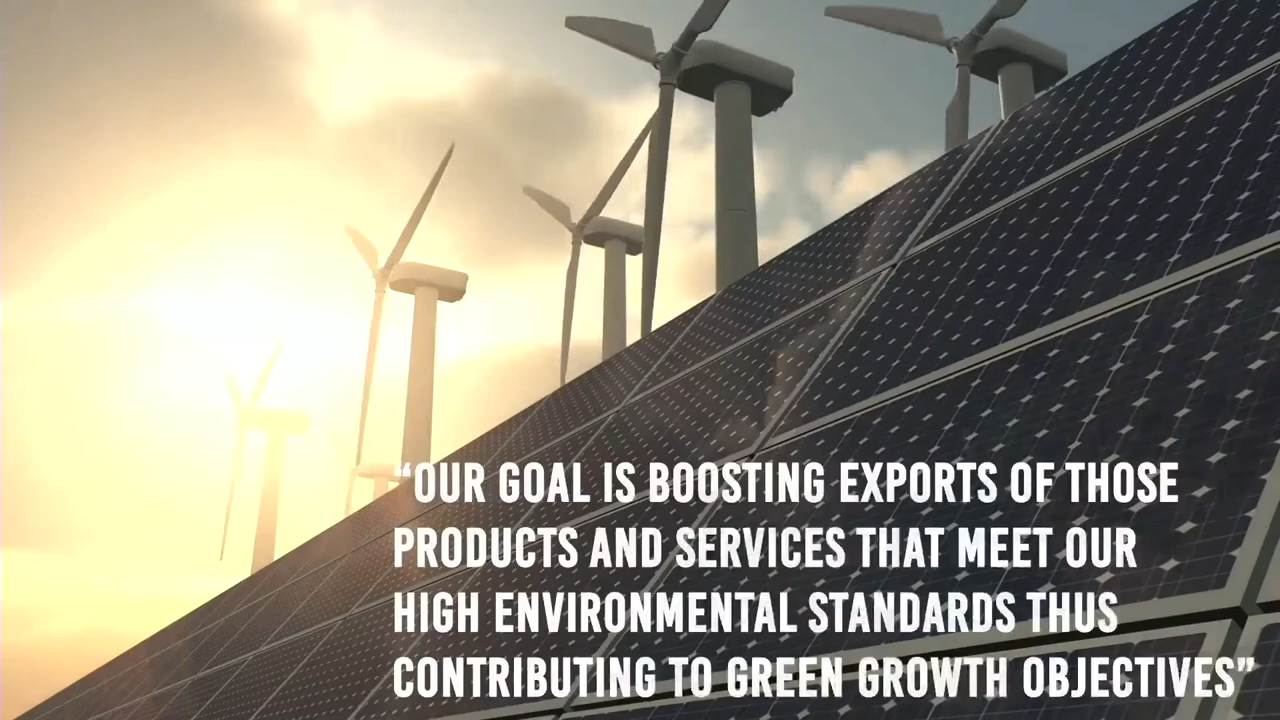 “OUR GOAL IS BOOSTING EXPORTS OF THOSE
PRODUCTS AND SERVICES THAT MEET OUR
HIGH ENVIRONMENTAL STANDARDS THUS
CONTRIBUTING TO GREEN GROWTH OBJECTIVES”